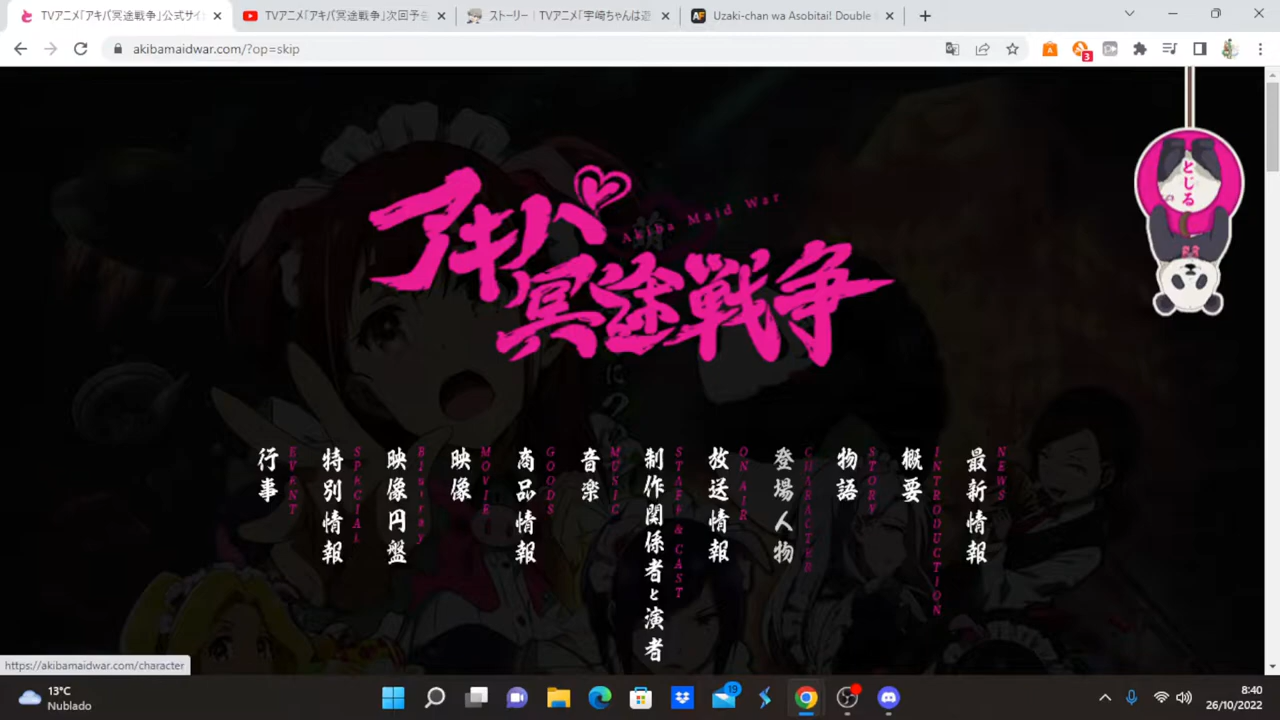 TVアニメ「アキバ冥途戦争」公式サイ
TVアニメ「アキバ冥途戦争」次回予告
ストーリー | TVアニメ「宇崎ちゃんは遊
Uzaki-chan wa Asobitai! Double
akibamaidwar.com/?op=skip
3
とじる
アキバ
Akiba Maid War
冥途戦争
最新情報
NEWS
概要
INTRODUCTION
物語
STORY
登場人物
CHARACTER
放送情報
ON AIR
制作関係者と演者
STAFF & CAST
音楽
MUSIC
商品情報
GOODS
映像
MOVIE
映像円盤
Blu-ray
特別情報
SPECIAL
行事
EVENT
https://akibamaidwar.com/character
13°C
Nublado
19
8:40
26/10/2022